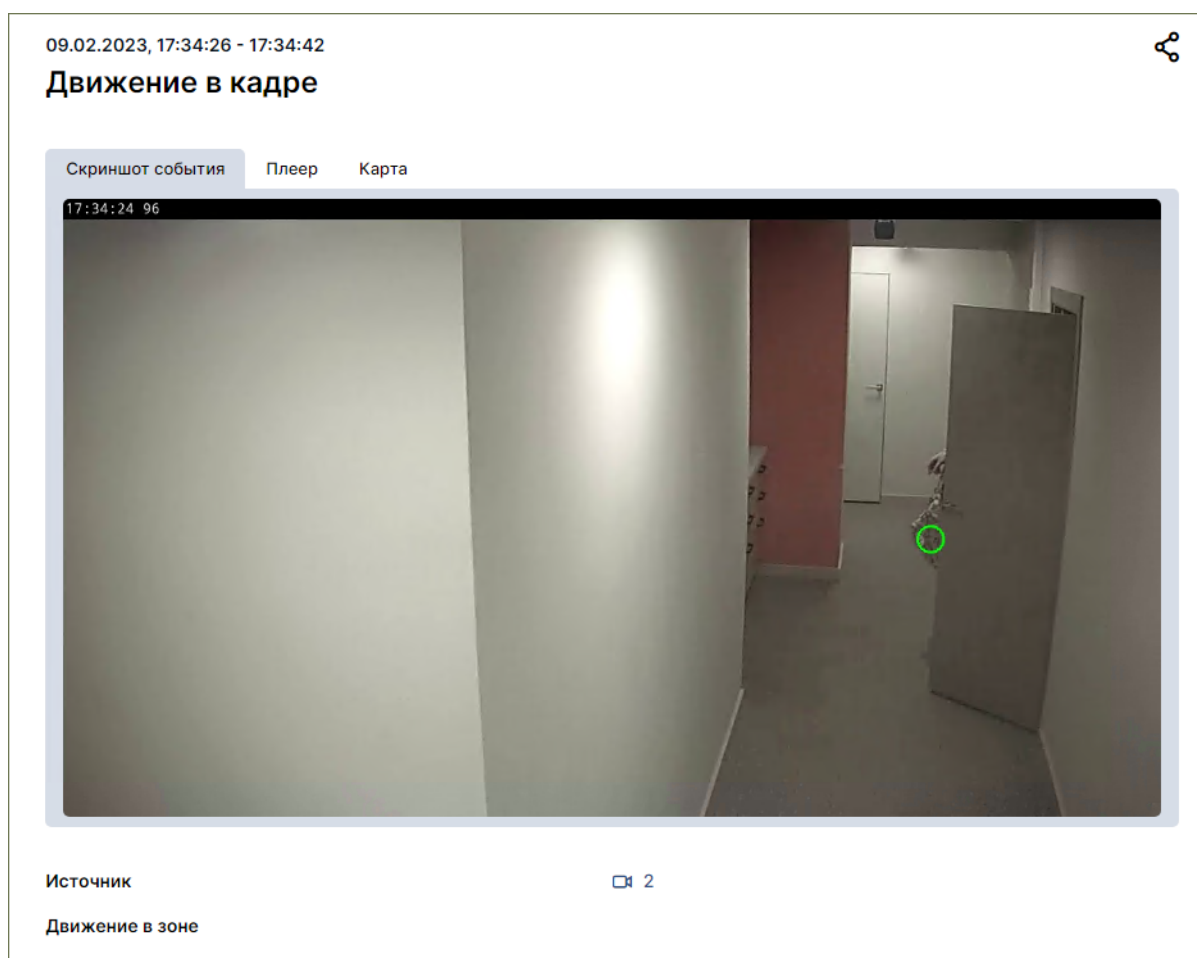 09.02.2023, 17:34:26 - 17:34:42
Движение в кадре
Скриншот события Плеер Карта
17:34:24 96
Источник 2
Движение в зоне